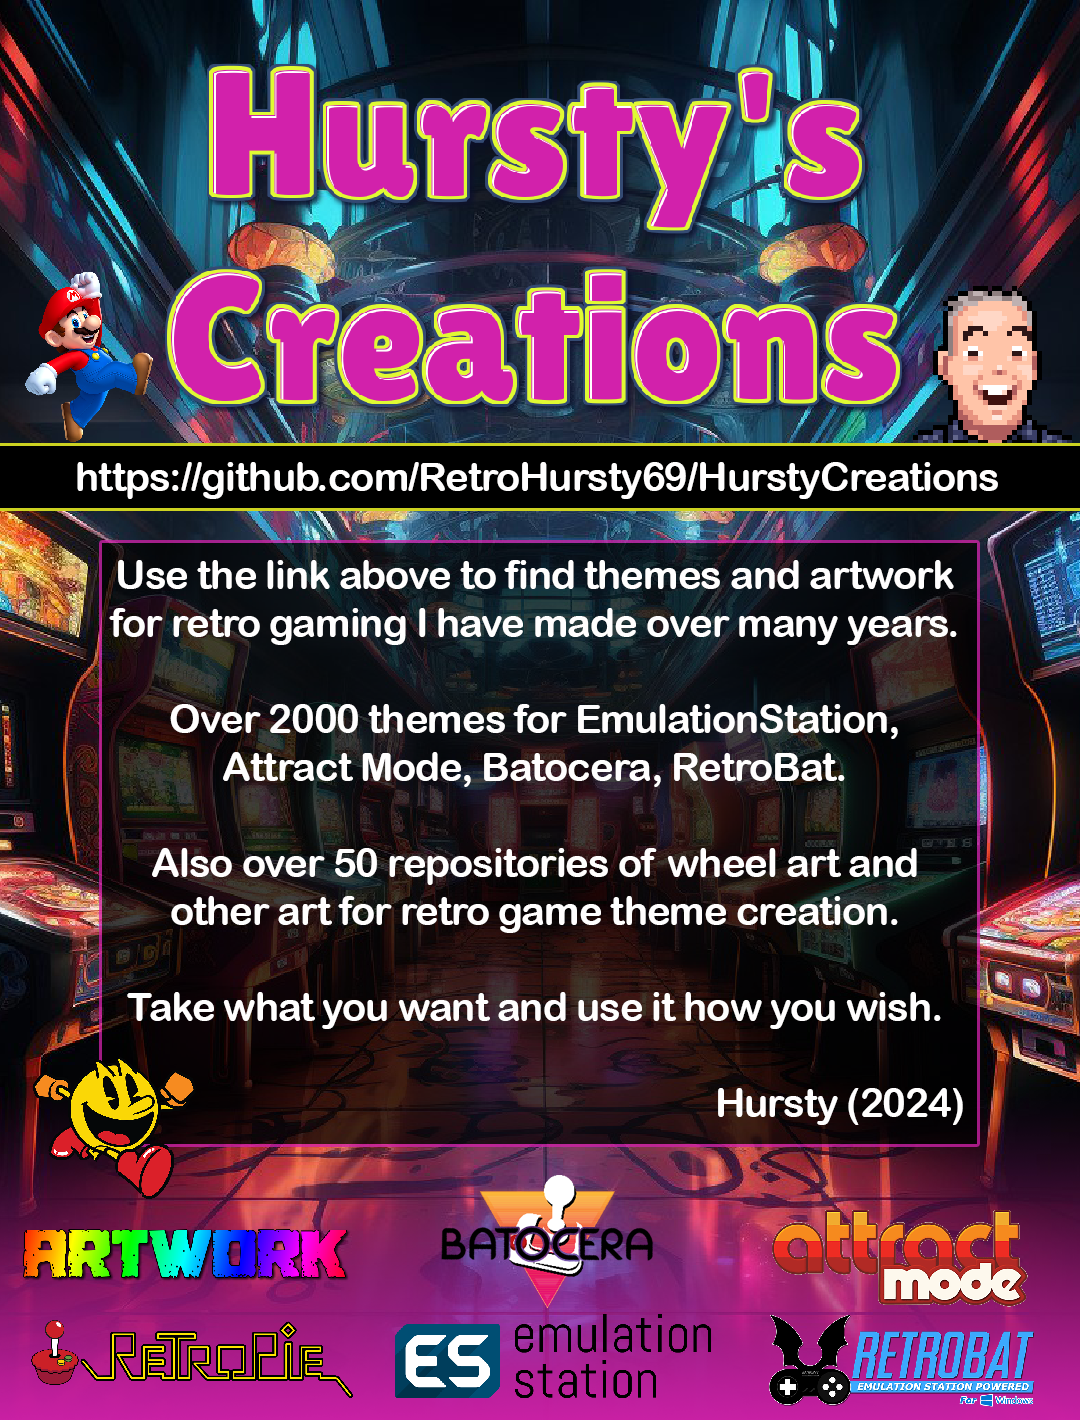 Hursty's
Creations
https://github.com/RetroHursty69/HurstyCreations
Use the link above to find themes and artwork
for retro gaming I have made over many years.
Over 2000 themes for EmulationStation,
Attract Mode, Batocera, RetroBat.
Also over 50 repositories of wheel art and
other art for retro game theme creation.
Take what you want and use it how you wish.
Hursty (2024)
ARTWORK
BATOCERA
attract
mode
RETROPIE
ES emulation
station
RETROBAT
EMULATION STATION POWERED
For Windows